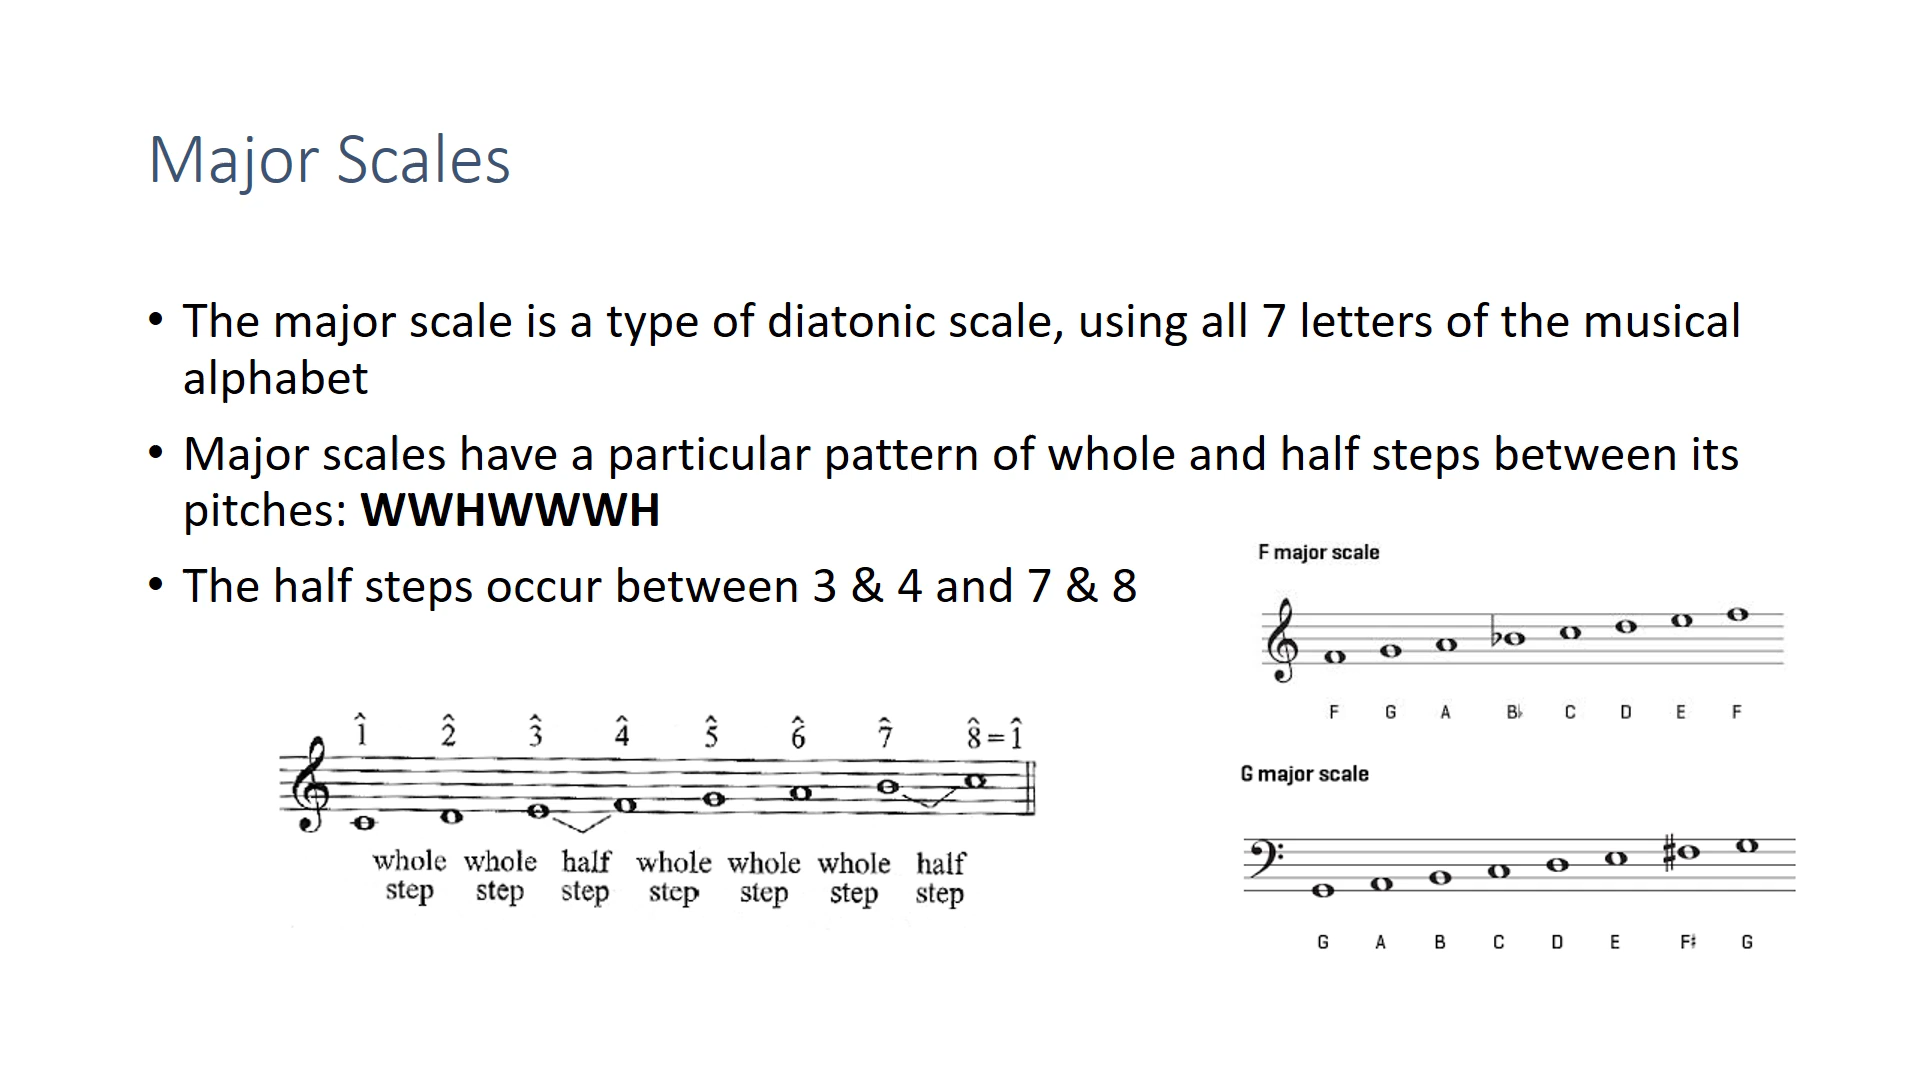 Major Scales
• The major scale is a type of diatonic scale, using all 7 letters of the musical
alphabet
• Major scales have a particular pattern of whole and half steps between its
pitches: WWHWWWH
• The half steps occur between 3 & 4 and 7 & 8
1̂ 2̂ 3̂ 4̂ 5̂ 6̂ 7̂ 8̂=1̂
whole whole half whole whole whole half
step step step step step step step
F major scale
F G A B♭ C D E F
G major scale
G A B C D E F♯ G